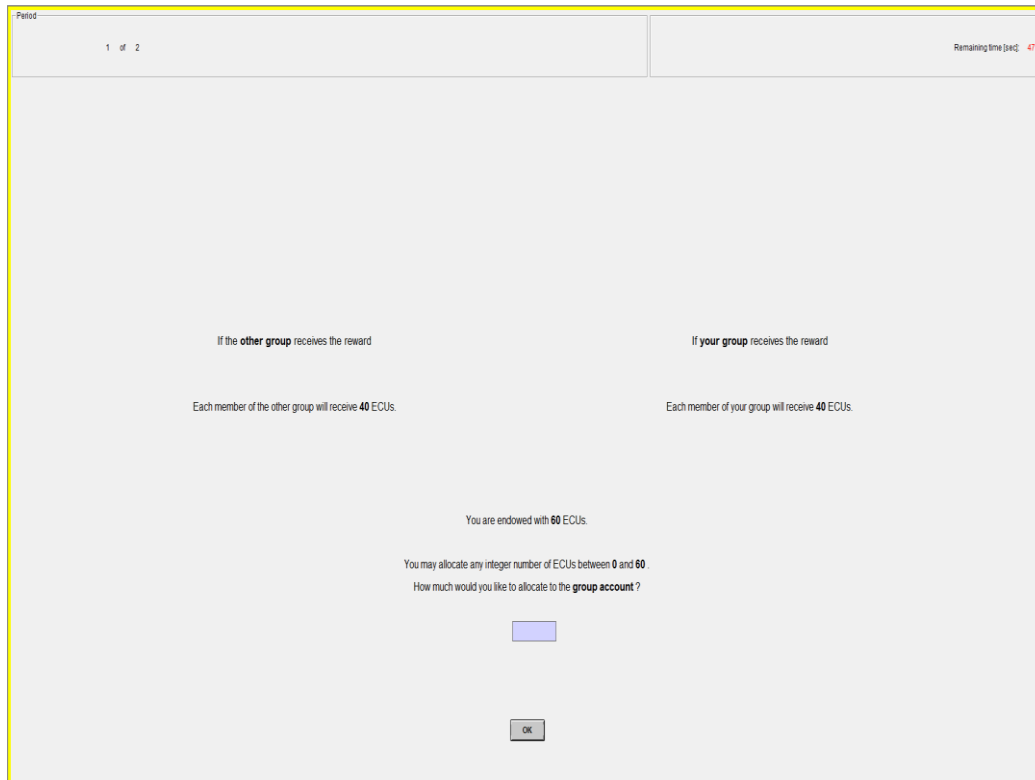 Period
1 of 2
Remaining time [sec]: 47
If the other group receives the reward
If your group receives the reward
Each member of the other group will receive 40 ECUs.
Each member of your group will receive 40 ECUs.
You are endowed with 60 ECUs.
You may allocate any integer number of ECUs between 0 and 60 .
How much would you like to allocate to the group account ?
OK